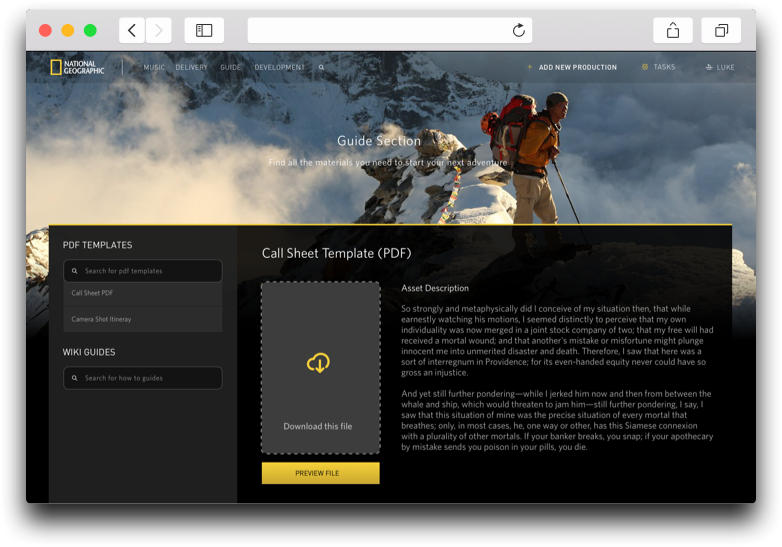 NATIONAL
GEOGRAPHIC
MUSIC DELIVERY GUIDE DEVELOPMENT
+ ADD NEW PRODUCTION TASKS LUKE
Guide Section
Find all the materials you need to start your next adventure
PDF TEMPLATES
Search for pdf templates
Call Sheet PDF
Camera Shot Itineray
WIKI GUIDES
Search for how to guides
Call Sheet Template (PDF)
Download this file
PREVIEW FILE
Asset Description
So strongly and metaphysically did I conceive of my situation then, that while
earnestly watching his motions, I seemed distinctly to perceive that my own
individuality was now merged in a joint stock company of two; that my free will had
received a mortal wound; and that another's mistake or misfortune might plunge
innocent me into unmerited disaster and death. Therefore, I saw that here was a
sort of interregnum in Providence; for its even-handed equity never could have so
gross an injustice.
And yet still further pondering—while I jerked him now and then from between the
whale and ship, which would threaten to jam him—still further pondering, I say, I
saw that this situation of mine was the precise situation of every mortal that
breathes; only, in most cases, he, one way or other, has this Siamese connexion
with a plurality of other mortals. If your banker breaks, you snap; if your apothecary
by mistake sends you poison in your pills, you die.